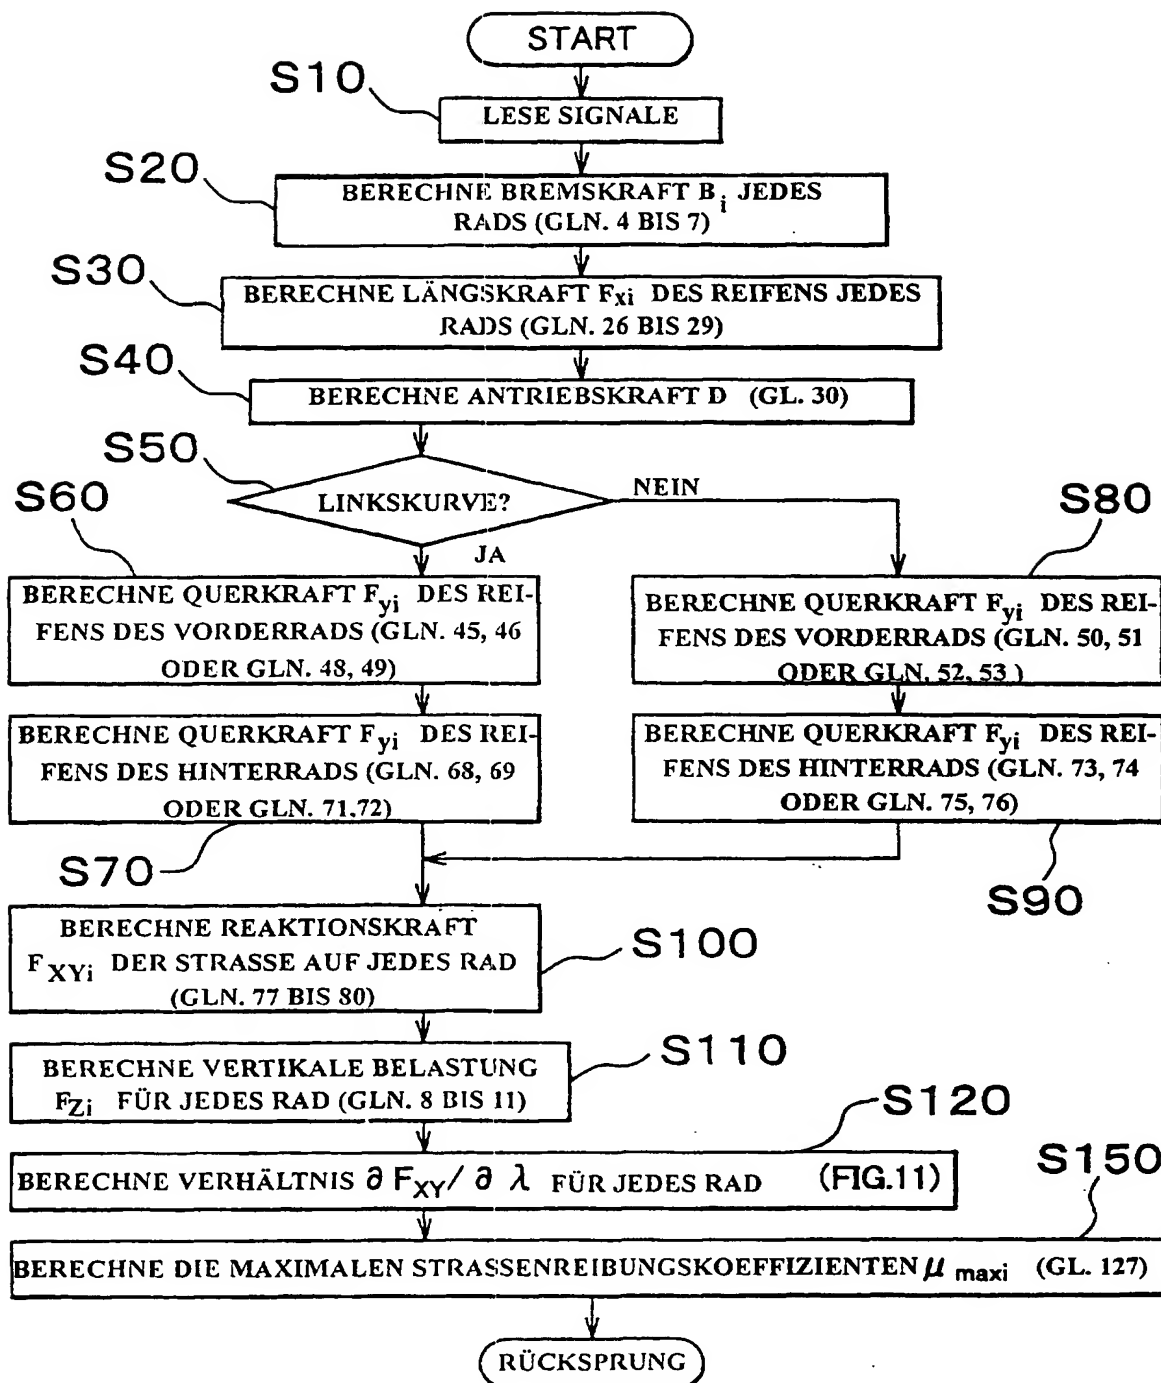 START
S10
LESE SIGNALE
S20
BERECHNE BREMSKRAFT Bi JEDES
RADS (GLN. 4 BIS 7)
S30
BERECHNE LÄNGSKRAFT Fxi DES REIFENS JEDES
RADS (GLN. 26 BIS 29)
S40
BERECHNE ANTRIEBSKRAFT D (GL. 30)
S50
LINKSKURVE?
NEIN
JA
S60
BERECHNE QUERKRAFT Fyi DES REI-
FENS DES VORDERRADS (GLN. 45, 46
ODER GLN. 48, 49)
S80
BERECHNE QUERKRAFT Fyi DES REI-
FENS DES VORDERRADS (GLN. 50, 51
ODER GLN. 52, 53 )
BERECHNE QUERKRAFT Fyi DES REI-
FENS DES HINTERRADS (GLN. 68, 69
ODER GLN. 71,72)
S70
BERECHNE QUERKRAFT Fyi DES REI-
FENS DES HINTERRADS (GLN. 73, 74
ODER GLN. 75, 76)
S90
BERECHNE REAKTIONSKRAFT
FXYi DER STRASSE AUF JEDES RAD
(GLN. 77 BIS 80)
S100
BERECHNE VERTIKALE BELASTUNG
FZi FÜR JEDES RAD (GLN. 8 BIS 11)
S110
S120
BERECHNE VERHÄLTNIS ∂ FXY/ ∂ λ FÜR JEDES RAD (FIG.11)
S150
BERECHNE DIE MAXIMALEN STRASSENREIBUNGSKOEFFIZIENTEN μ maxi (GL. 127)
RÜCKSPRUNG